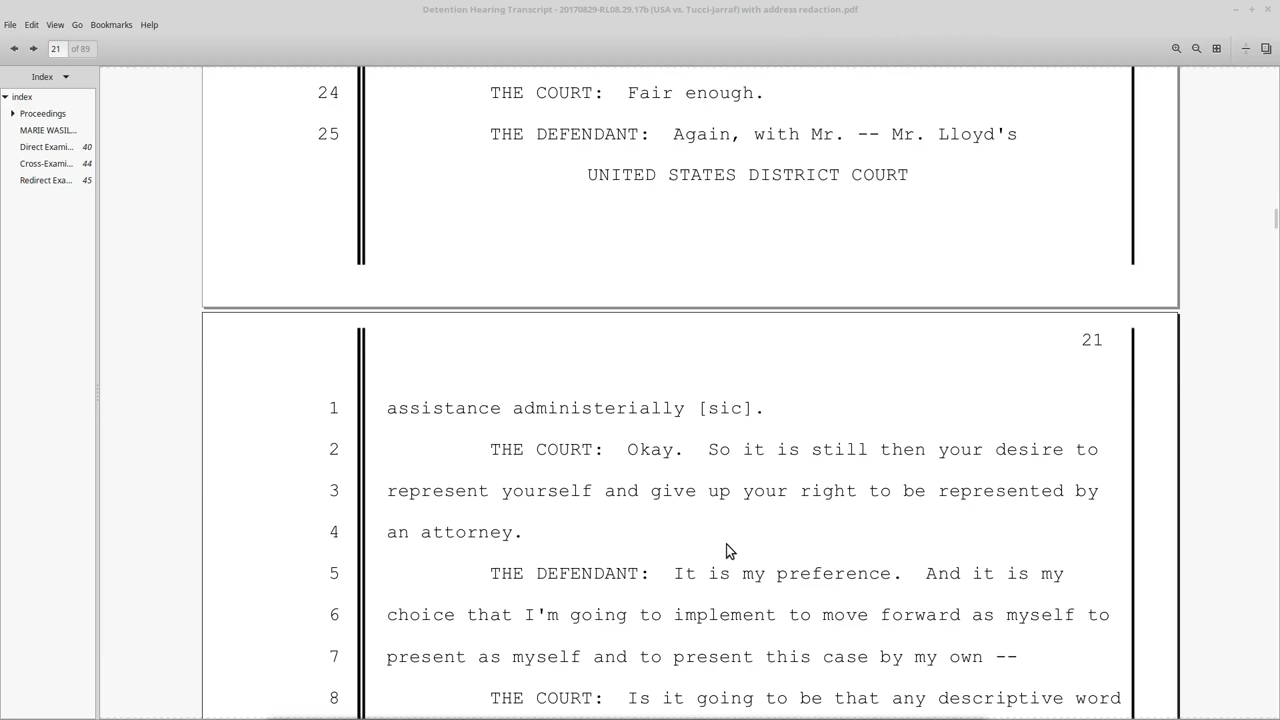 Detention Hearing Transcript - 20170829-RL08.29.17b (USA vs. Tucci-Jarraf) with address redaction.pdf
File Edit View Go Bookmarks Help
21 of 89
Index
index
Proceedings
MARIE WASIL...
Direct Exami... 40
Cross-Exami... 44
Redirect Exa... 45
24 THE COURT: Fair enough.
25 THE DEFENDANT: Again, with Mr. -- Mr. Lloyd's
UNITED STATES DISTRICT COURT
21
1 assistance administerially [sic].
2 THE COURT: Okay. So it is still then your desire to
3 represent yourself and give up your right to be represented by
4 an attorney.
5 THE DEFENDANT: It is my preference. And it is my
6 choice that I'm going to implement to move forward as myself to
7 present as myself and to present this case by my own --
8 THE COURT: Is it going to be that any descriptive word